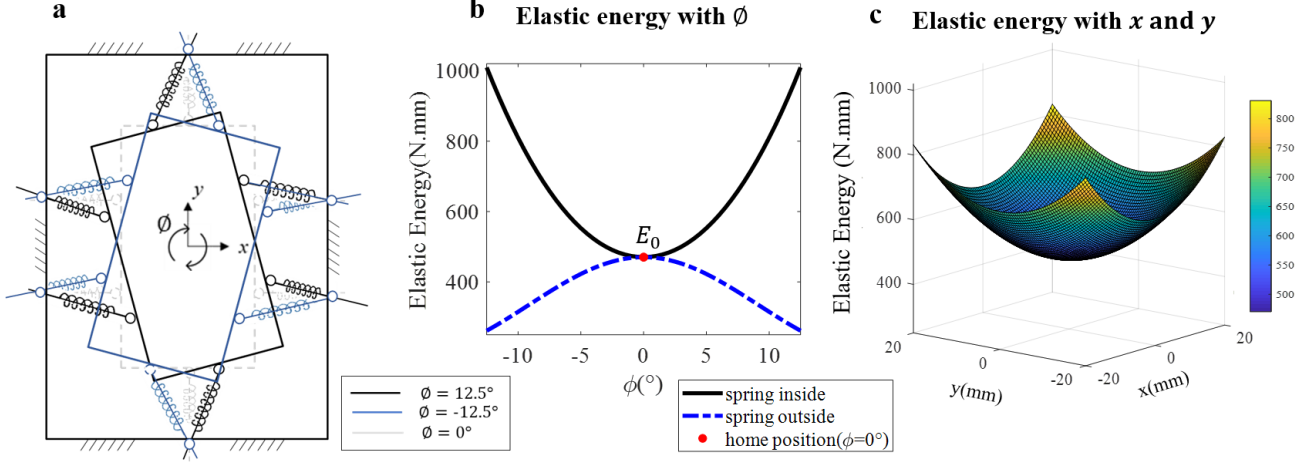 a
y
Ø
x
Ø = 12.5°
Ø = -12.5°
Ø = 0°
b
Elastic energy with Ø
Elastic Energy(N.mm)
1000
800
600
400
E0
-10
-5
0
5
10
ϕ(°)
spring inside
spring outside
home position(ϕ=0°)
c
Elastic energy with x and y
Elastic Energy (N.mm)
1000
800
600
400
20
0
-20
y(mm)
-20
0
20
x(mm)
800
750
700
650
600
550
500